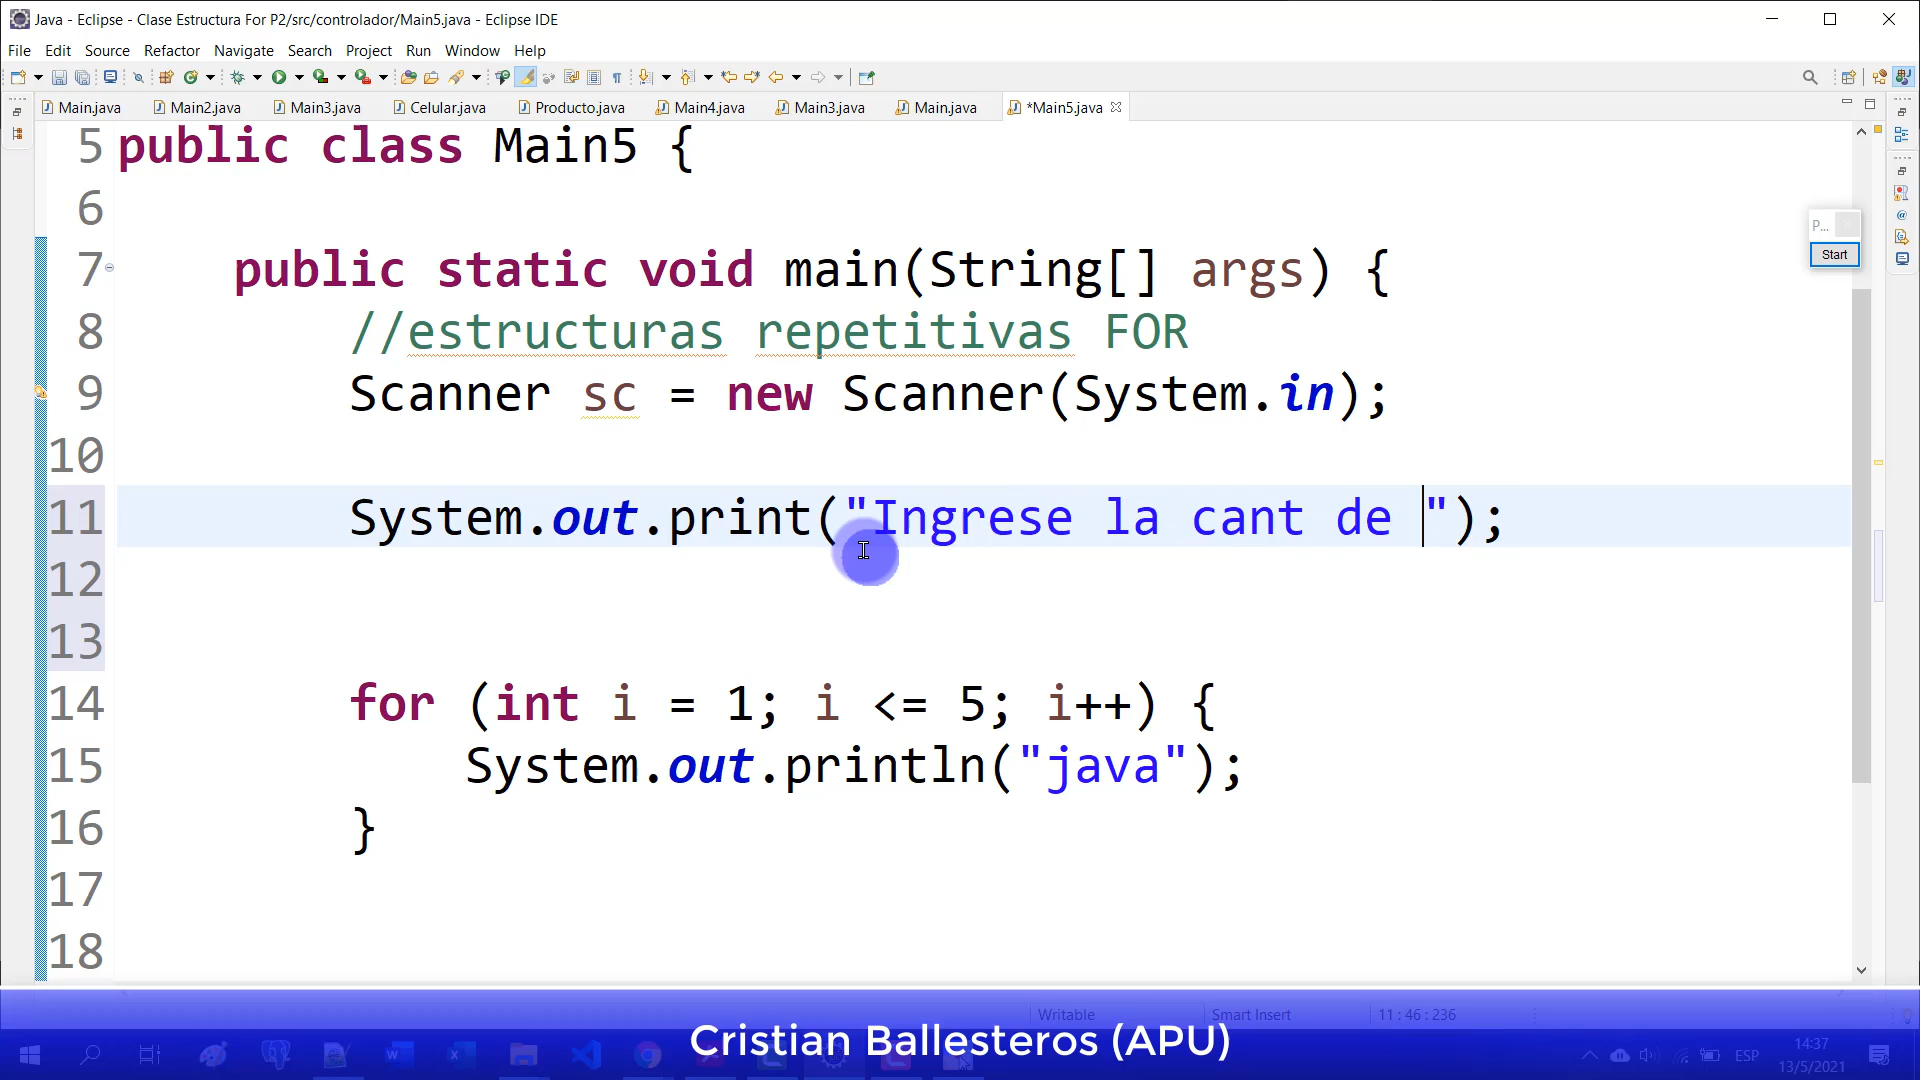 Java - Eclipse - Clase Estructura For P2/src/controlador/Main5.java - Eclipse IDE
File Edit Source Refactor Navigate Search Project Run Window Help
Main.java Main2.java Main3.java Celular.java Producto.java Main4.java Main3.java Main.java *Main5.java
5 public class Main5 {
6
P...
7 public static void main(String[] args) {
Start
8 //estructuras repetitivas FOR
9 Scanner sc = new Scanner(System.in);
10
11 System.out.print("Ingrese la cant de ");
12
13
14 for (int i = 1; i <= 5; i++) {
15 System.out.println("java");
16 }
17
18
Writable Smart Insert 11 : 46 : 236
Cristian Ballesteros (APU)
ESP
14:37
13/5/2021